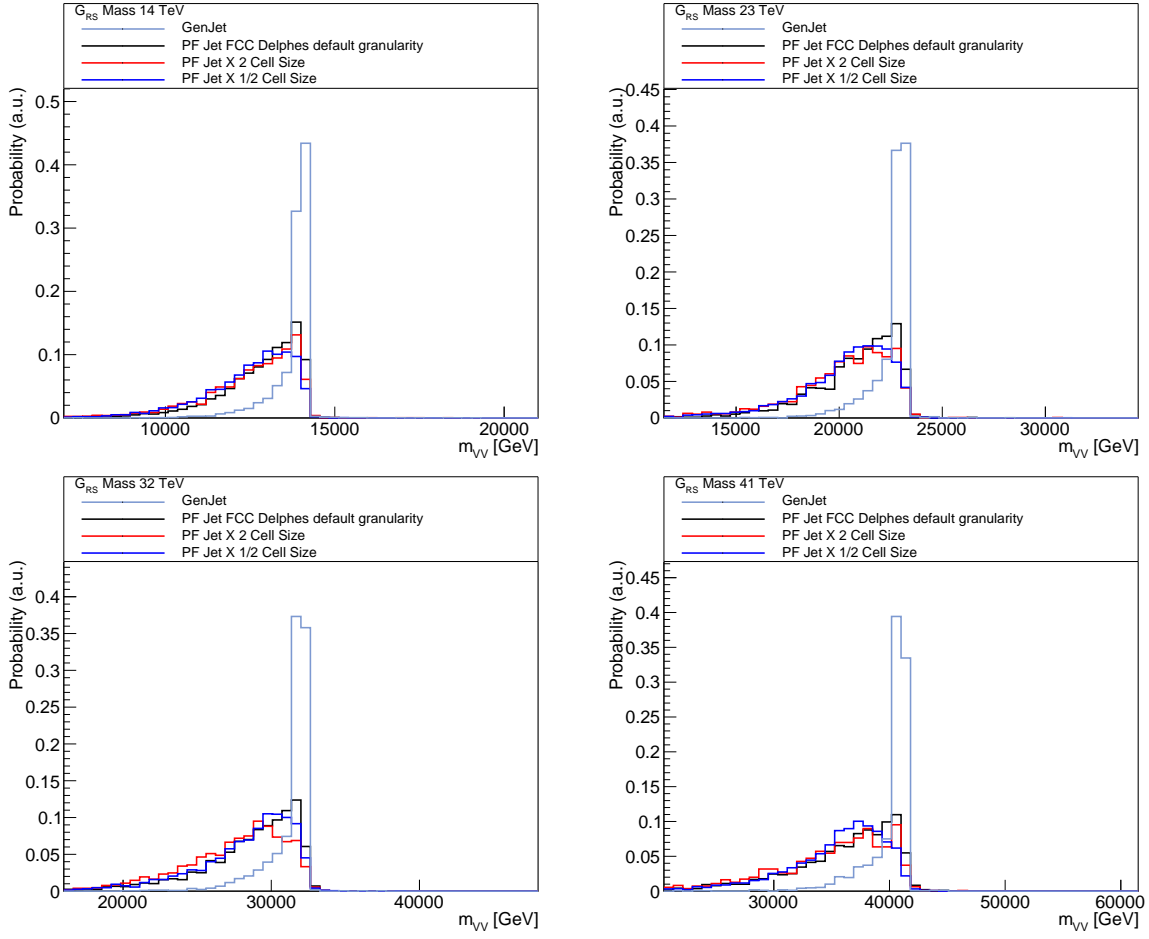 G_RS Mass 14 TeV
GenJet
PF Jet FCC Delphes default granularity
PF Jet X 2 Cell Size
PF Jet X 1/2 Cell Size
Probability (a.u.)
0.5
0.4
0.3
0.2
0.1
0
10000 15000 20000
m_VV [GeV]
G_RS Mass 23 TeV
GenJet
PF Jet FCC Delphes default granularity
PF Jet X 2 Cell Size
PF Jet X 1/2 Cell Size
Probability (a.u.)
0.45
0.4
0.35
0.3
0.25
0.2
0.15
0.1
0.05
0
15000 20000 25000 30000
m_VV [GeV]
G_RS Mass 32 TeV
GenJet
PF Jet FCC Delphes default granularity
PF Jet X 2 Cell Size
PF Jet X 1/2 Cell Size
Probability (a.u.)
0.4
0.35
0.3
0.25
0.2
0.15
0.1
0.05
0
20000 30000 40000
m_VV [GeV]
G_RS Mass 41 TeV
GenJet
PF Jet FCC Delphes default granularity
PF Jet X 2 Cell Size
PF Jet X 1/2 Cell Size
Probability (a.u.)
0.45
0.4
0.35
0.3
0.25
0.2
0.15
0.1
0.05
0
30000 40000 50000 60000
m_VV [GeV]